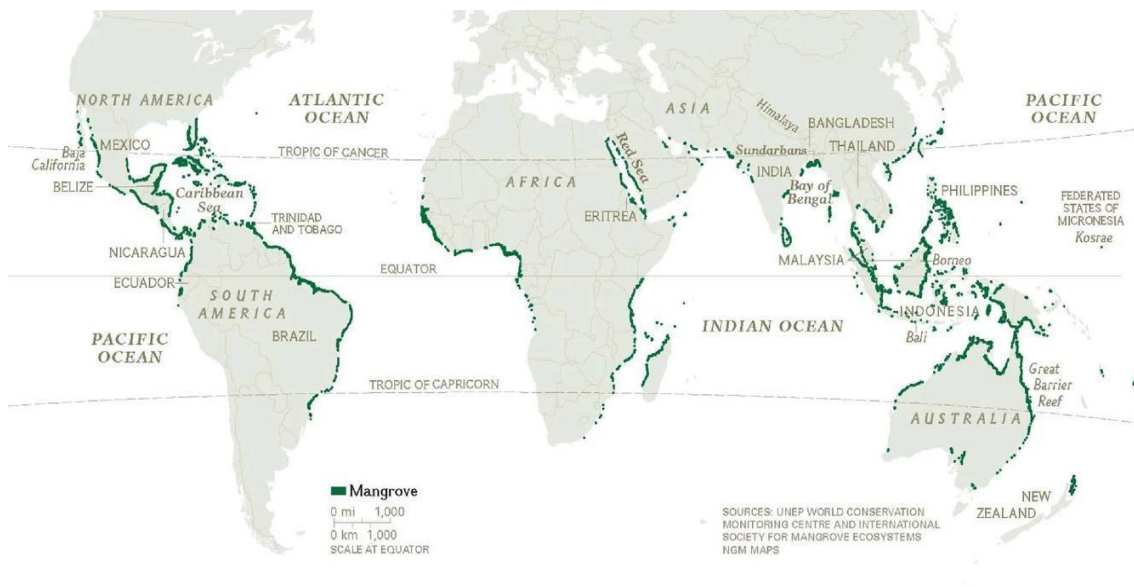 NORTH AMERICA
ATLANTIC
OCEAN
ASIA
Himalaya
PACIFIC
OCEAN
BANGLADESH
MEXICO
Baja
California
TROPIC OF CANCER
Red Sea
Sundarbans
THAILAND
INDIA
BELIZE
Caribbean
Sea
AFRICA
Bay of
Bengal
PHILIPPINES
FEDERATED
STATES OF
MICRONESIA
Kosrae
TRINIDAD
AND TOBAGO
ERITREA
NICARAGUA
MALAYSIA
Borneo
EQUATOR
ECUADOR
SOUTH
AMERICA
BRAZIL
INDONESIA
Bali
PACIFIC
OCEAN
INDIAN OCEAN
TROPIC OF CAPRICORN
Great
Barrier
Reef
AUSTRALIA
Mangrove
0 mi 1,000
0 km 1,000
SCALE AT EQUATOR
NEW
ZEALAND
SOURCES: UNEP WORLD CONSERVATION
MONITORING CENTRE AND INTERNATIONAL
SOCIETY FOR MANGROVE ECOSYSTEMS
NGM MAPS